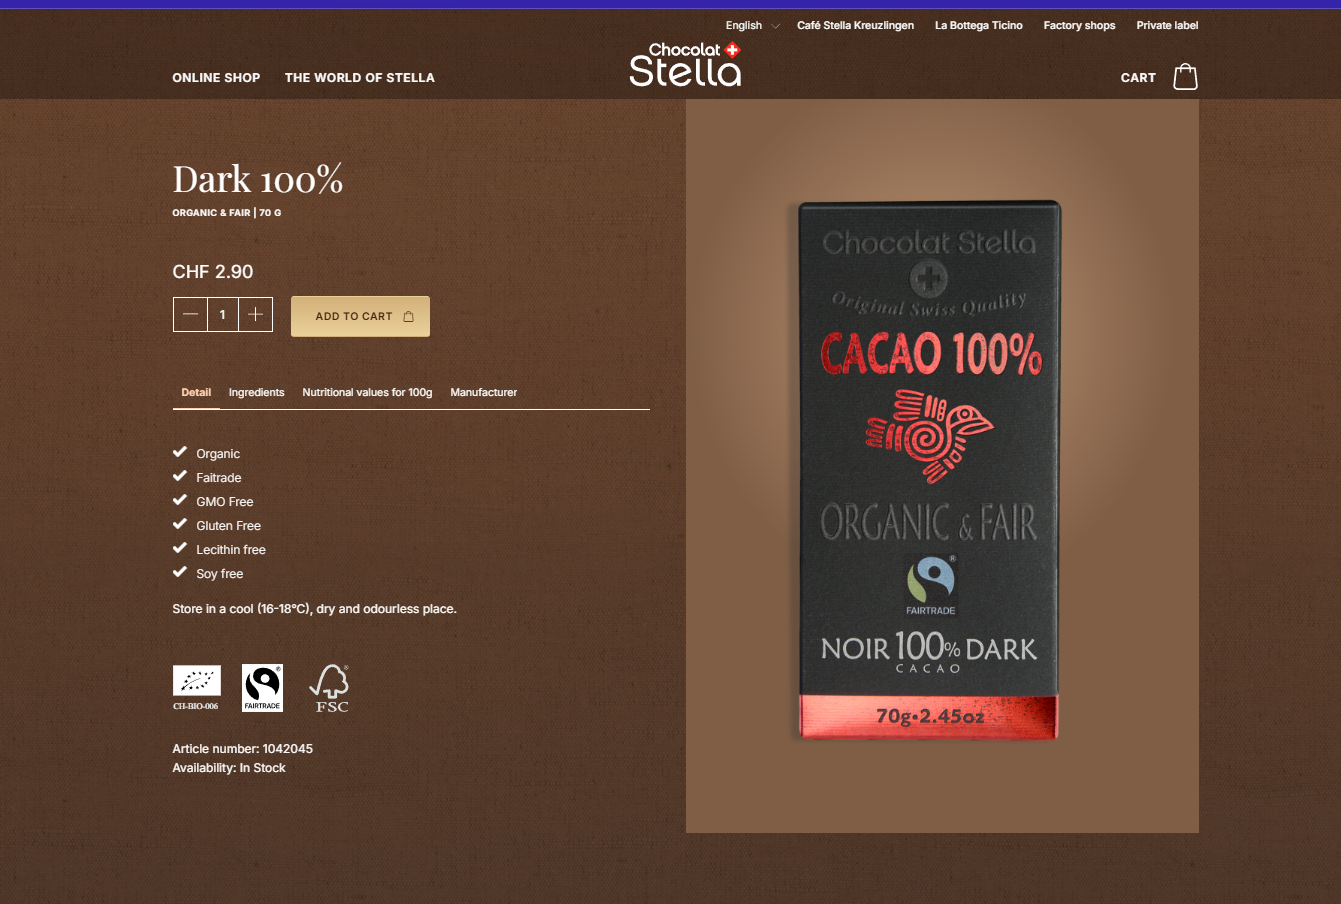 English Café Stella Kreuzlingen La Bottega Ticino Factory shops Private label
Chocolat
Stella
ONLINE SHOP THE WORLD OF STELLA
CART
Dark 100%
ORGANIC & FAIR | 70 G
CHF 2.90
1
ADD TO CART
Detail Ingredients Nutritional values for 100g Manufacturer
Organic
Faitrade
GMO Free
Gluten Free
Lecithin free
Soy free
Store in a cool (16-18°C), dry and odourless place.
CH-BIO-006
FAIRTRADE
®
FSC
®
Article number: 1042045
Availability: In Stock
Chocolat Stella
Original Swiss Quality
CACAO 100%
ORGANIC & FAIR
®
FAIRTRADE
NOIR 100% DARK
CACAO
70g•2.45oz